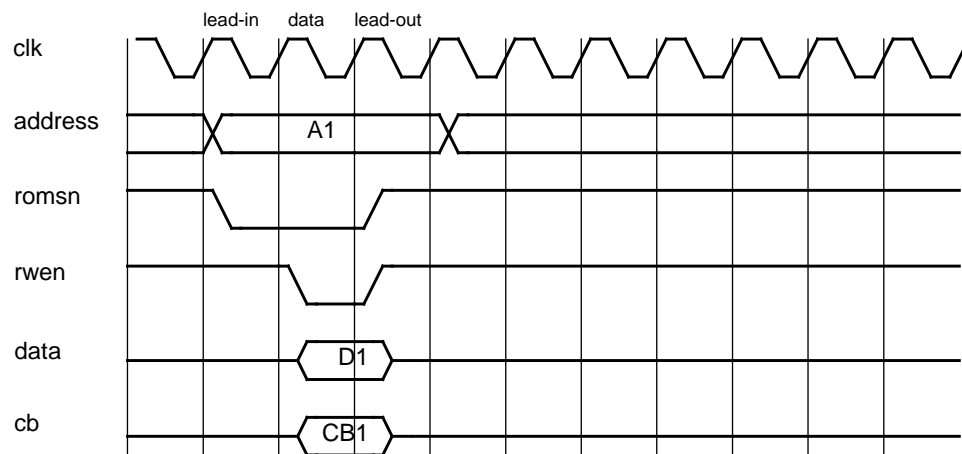 lead-in data lead-out
clk
address A1
romsn
rwen
data D1
cb CB1